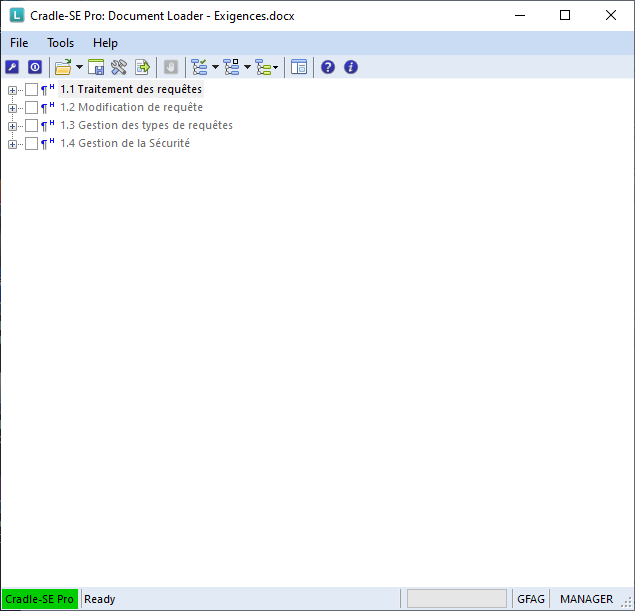 L Cradle-SE Pro: Document Loader - Exigences.docx
File Tools Help
¶H 1.1 Traitement des requêtes
¶H 1.2 Modification de requête
¶H 1.3 Gestion des types de requêtes
¶H 1.4 Gestion de la Sécurité
Cradle-SE Pro Ready GFAG MANAGER